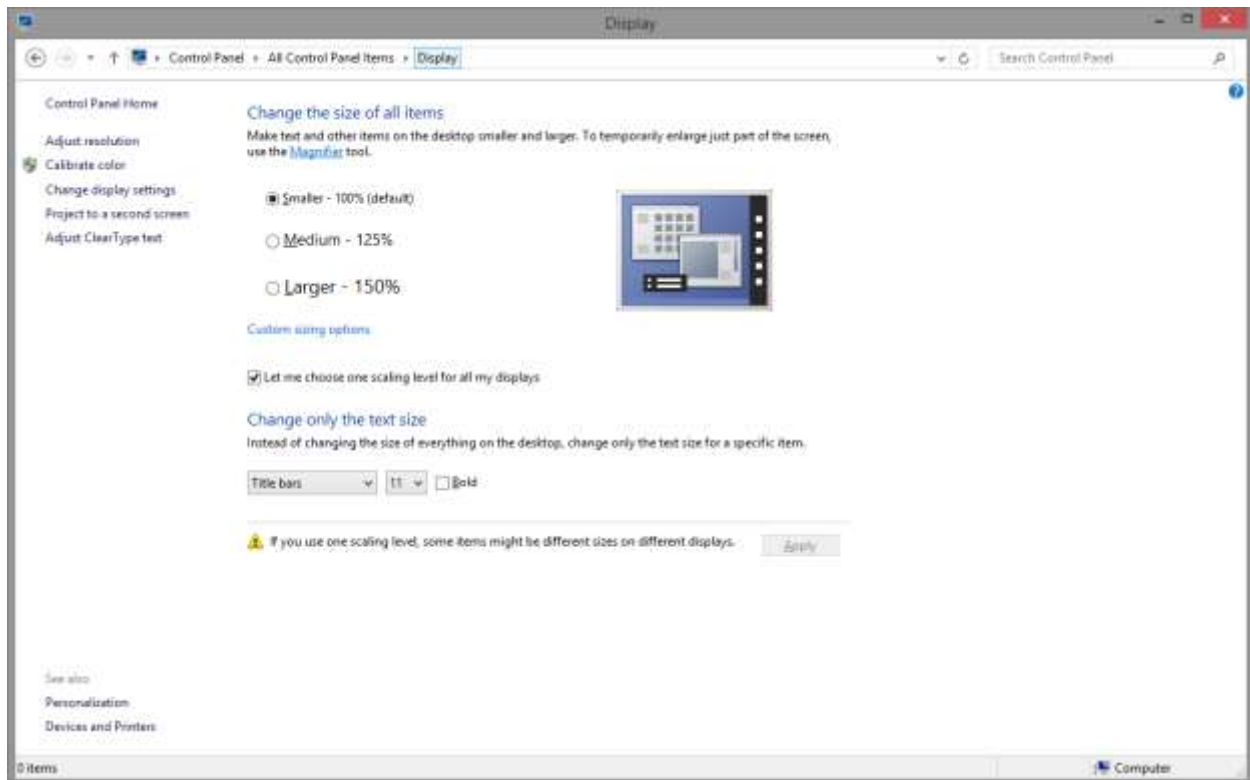 Display
Control Panel All Control Panel Items Display
Search Control Panel
Control Panel Home
Adjust resolution
Calibrate color
Change display settings
Project to a second screen
Adjust ClearType text
Change the size of all items
Make text and other items on the desktop smaller and larger. To temporarily enlarge just part of the screen,
use the Magnifier tool.
Smaller - 100% (default)
Medium - 125%
Larger - 150%
Custom sizing options
Let me choose one scaling level for all my displays
Change only the text size
Instead of changing the size of everything on the desktop, change only the text size for a specific item.
Title bars 11 Bold
If you use one scaling level, some items might be different sizes on different displays.
Apply
See also
Personalization
Devices and Printers
0 items
Computer